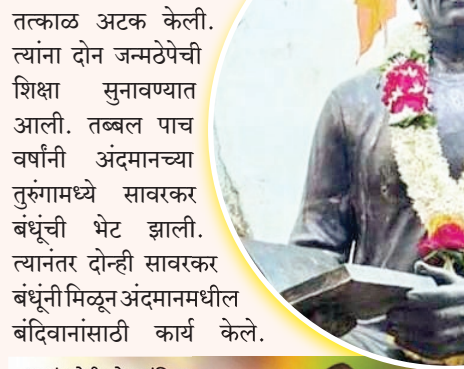 तत्काळ अटक केली.
त्यांना दोन जन्मठेपेची
शिक्षा सुनावण्यात
आली. तब्बल पाच
वर्षांनी अंदमानच्या
तुरुंगामध्ये सावरकर
बंधूंची भेट झाली.
त्यानंतर दोन्ही सावरकर
बंधूंनी मिळून अंदमानमधील
बंदिवानांसाठी कार्य केले.